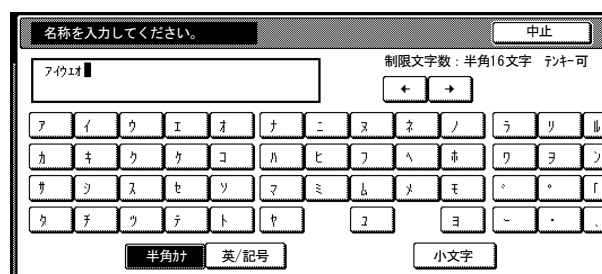 名称を入力してください。 中止
ｱｲｳｴｵ
制限文字数：半角16文字 ﾃﾝｷｰ可
← →
ｱ ｲ ｳ ｴ ｵ ﾅ ﾆ ﾇ ﾈ ﾉ ﾗ ﾘ ﾙ
ｶ ｷ ｸ ｹ ｺ ﾊ ﾋ ﾌ ﾍ ﾎ ﾜ ｦ ﾝ
ｻ ｼ ｽ ｾ ｿ ﾏ ﾐ ﾑ ﾒ ﾓ ﾞ ﾟ ｢
ﾀ ﾁ ﾂ ﾃ ﾄ ﾔ ﾕ ﾖ ｰ ･ ､
半角ｶﾅ 英/記号 小文字